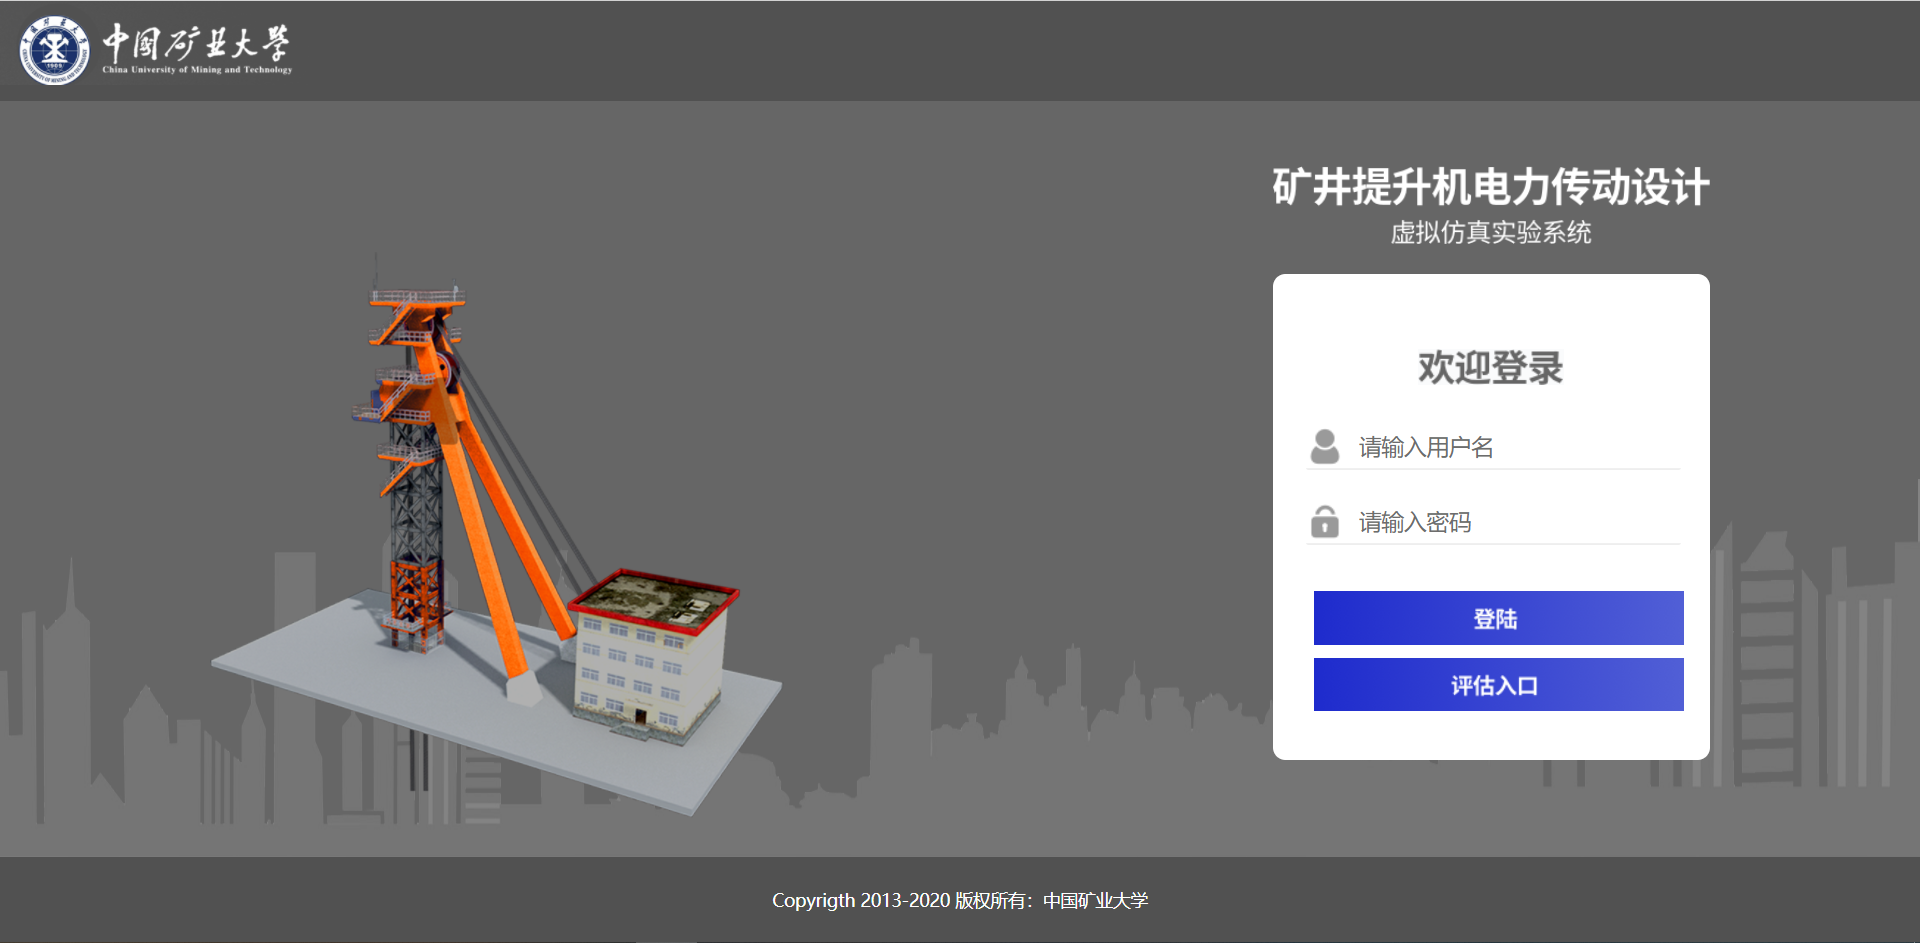 中国矿业大学
China University of Mining and Technology
1909
矿井提升机电力传动设计
虚拟仿真实验系统
欢迎登录
请输入用户名
请输入密码
登陆
评估入口
Copyrigth 2013-2020 版权所有：中国矿业大学